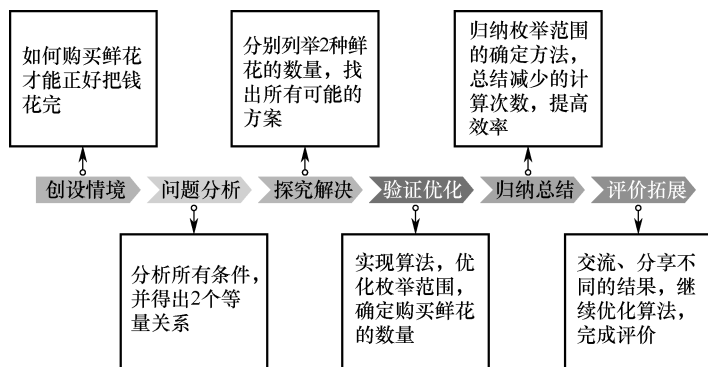 如何购买鲜花
才能正好把钱
花完
分别列举2种鲜
花的数量，找
出所有可能的
方案
归纳枚举范围
的确定方法，
总结减少的计
算次数，提高
效率
创设情境
问题分析
探究解决
验证优化
归纳总结
评价拓展
分析所有条件，
并得出2个等
量关系
实现算法，优
化枚举范围，
确定购买鲜花
的数量
交流、分享不
同的结果，继
续优化算法，
完成评价